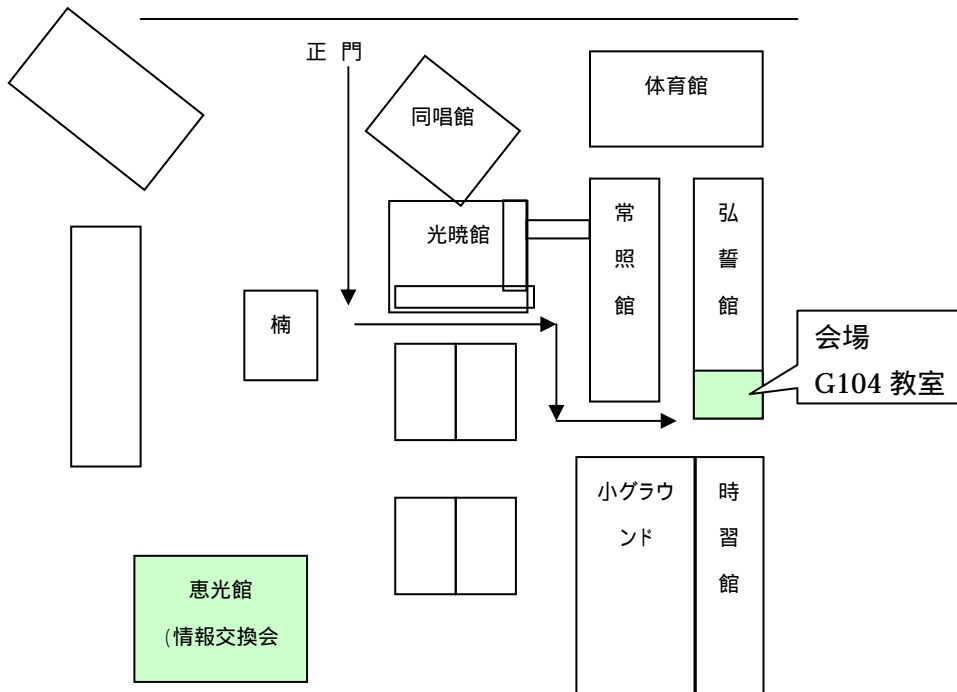 正 門
体育館
同唱館
光暁館
常
照
館
弘
誓
館
楠
会場
G104 教室
小グラウ
ンド
時
習
館
恵光館
(情報交換会